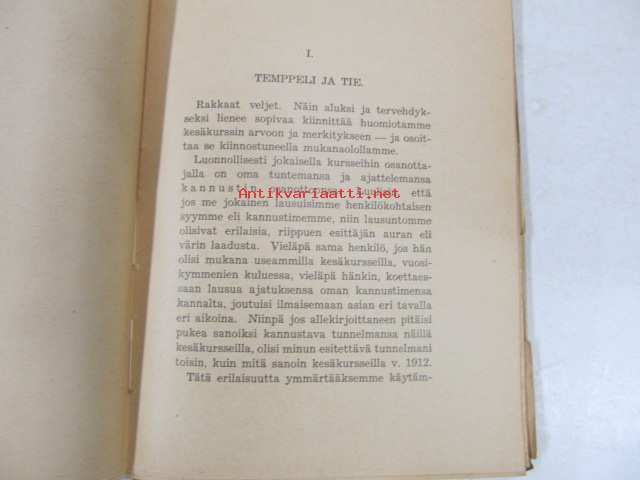 I.
TEMPPELI JA TIE.
Rakkaat veljet. Näin aluksi ja tervehdyk-
seksi lienee sopivaa kiinnittää huomiotamme
kesäkurssin arvoon ja merkitykseen — ja osoit-
taa se kiinnostuneella mukanaolollamme.
Luonnollisesti jokaisella kursseihin osanotta-
jalla on oma tuntemansa ja ajattelemansa
kannustin osanottoonsa. Luulisin, että
Antikvariaatti.net
jos me jokainen lausuisimme henkilökohtaisen
syymme eli kannustimemme, niin lausuntomme
olisivat erilaisia, riippuen esittäjän auran eli
värin laadusta. Vieläpä sama henkilö, jos hän
olisi mukana useammilla kesäkursseilla, vuosi-
kymmenien kuluessa, vieläpä hänkin, koettaes-
saan lausua ajatuksensa oman kannustimensa
kannalta, joutuisi ilmaisemaan asian eri tavalla
eri aikoina. Niinpä jos allekirjoittaneen pitäisi
pukea sanoiksi kannustava tunnelmansa näillä
kesäkursseilla, olisi minun esitettävä tunnelmani
toisin, kuin mitä sanoin kesäkursseilla v. 1912.
Tätä erilaisuutta ymmärtääksemme käytäm-